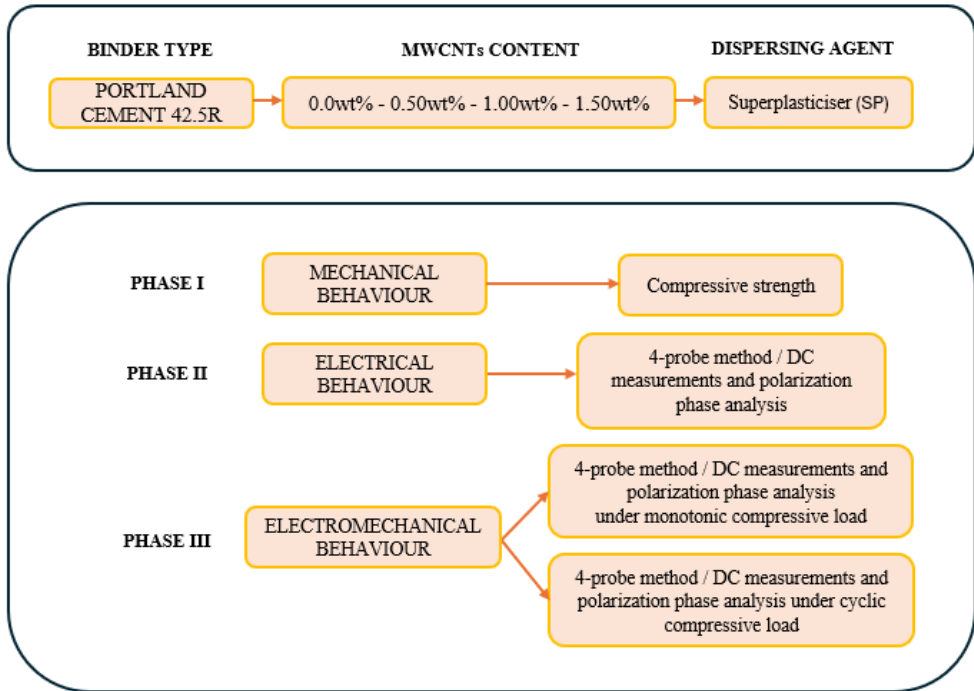 BINDER TYPE
MWCNTs CONTENT
DISPERSING AGENT
PORTLAND
CEMENT 42.5R
0.0wt% - 0.50wt% - 1.00wt% - 1.50wt%
Superplasticiser (SP)
PHASE I
MECHANICAL
BEHAVIOUR
Compressive strength
PHASE II
ELECTRICAL
BEHAVIOUR
4-probe method / DC
measurements and polarization
phase analysis
PHASE III
ELECTROMECHANICAL
BEHAVIOUR
4-probe method / DC measurements and
polarization phase analysis
under monotonic compressive load
4-probe method / DC measurements and
polarization phase analysis under cyclic
compressive load